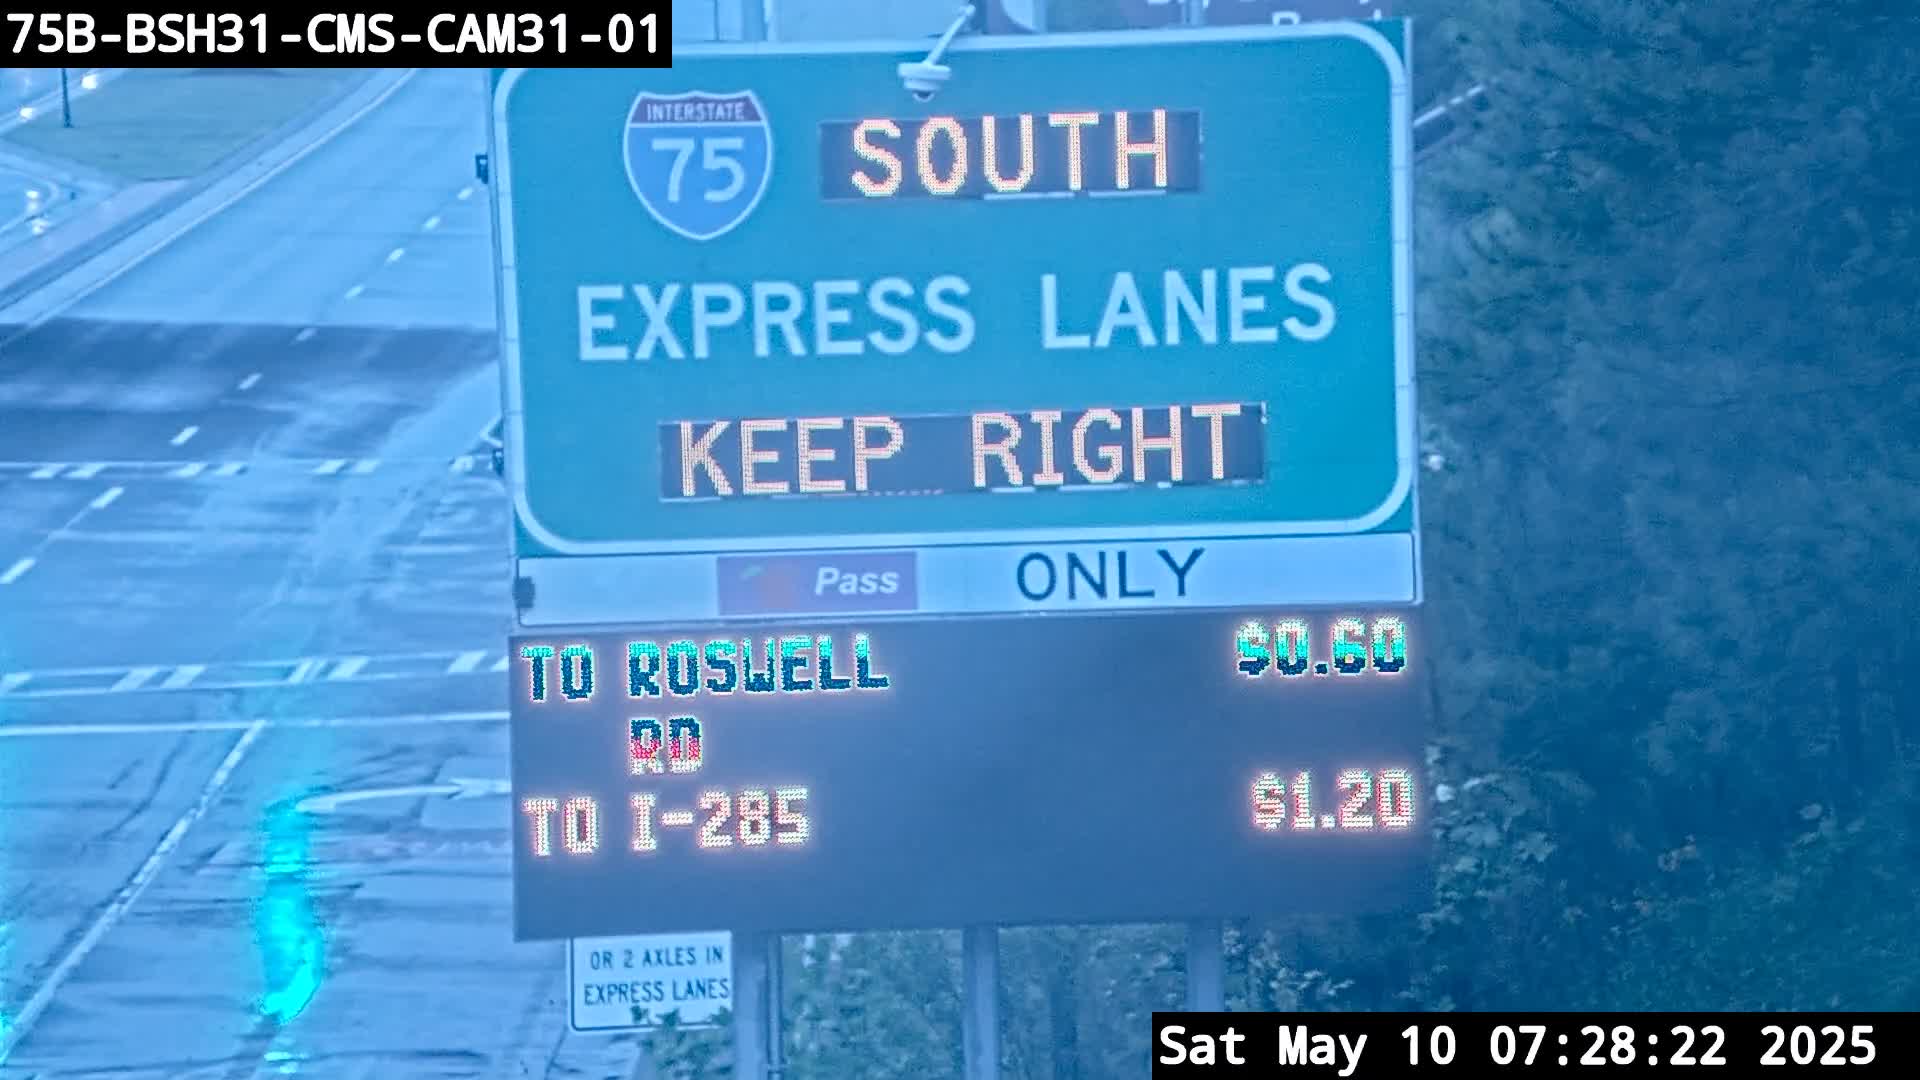 75B-BSH31-CMS-CAM31-01
INTERSTATE
75
SOUTH
EXPRESS LANES
KEEP RIGHT
Pass ONLY
TO ROSWELL $0.60
RD
TO I-285 $1.20
OR 2 AXLES IN
EXPRESS LANES
Sat May 10 07:28:22 2025